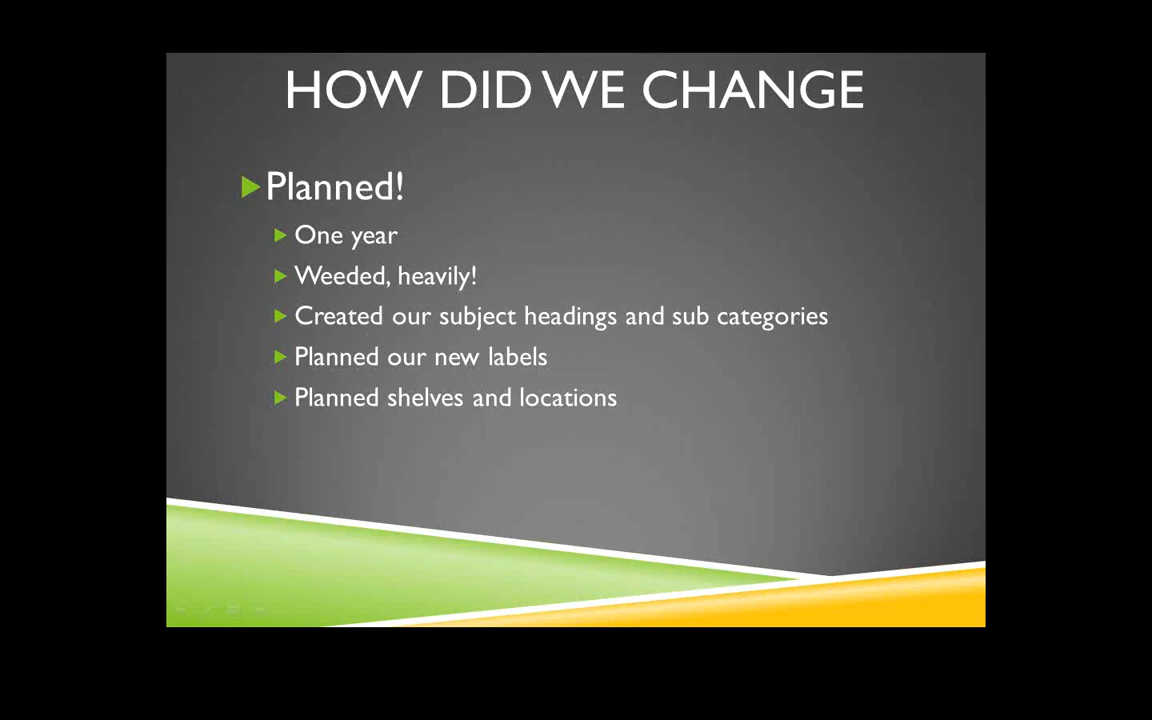 HOW DID WE CHANGE
Planned!
One year
Weeded, heavily!
Created our subject headings and sub categories
Planned our new labels
Planned shelves and locations